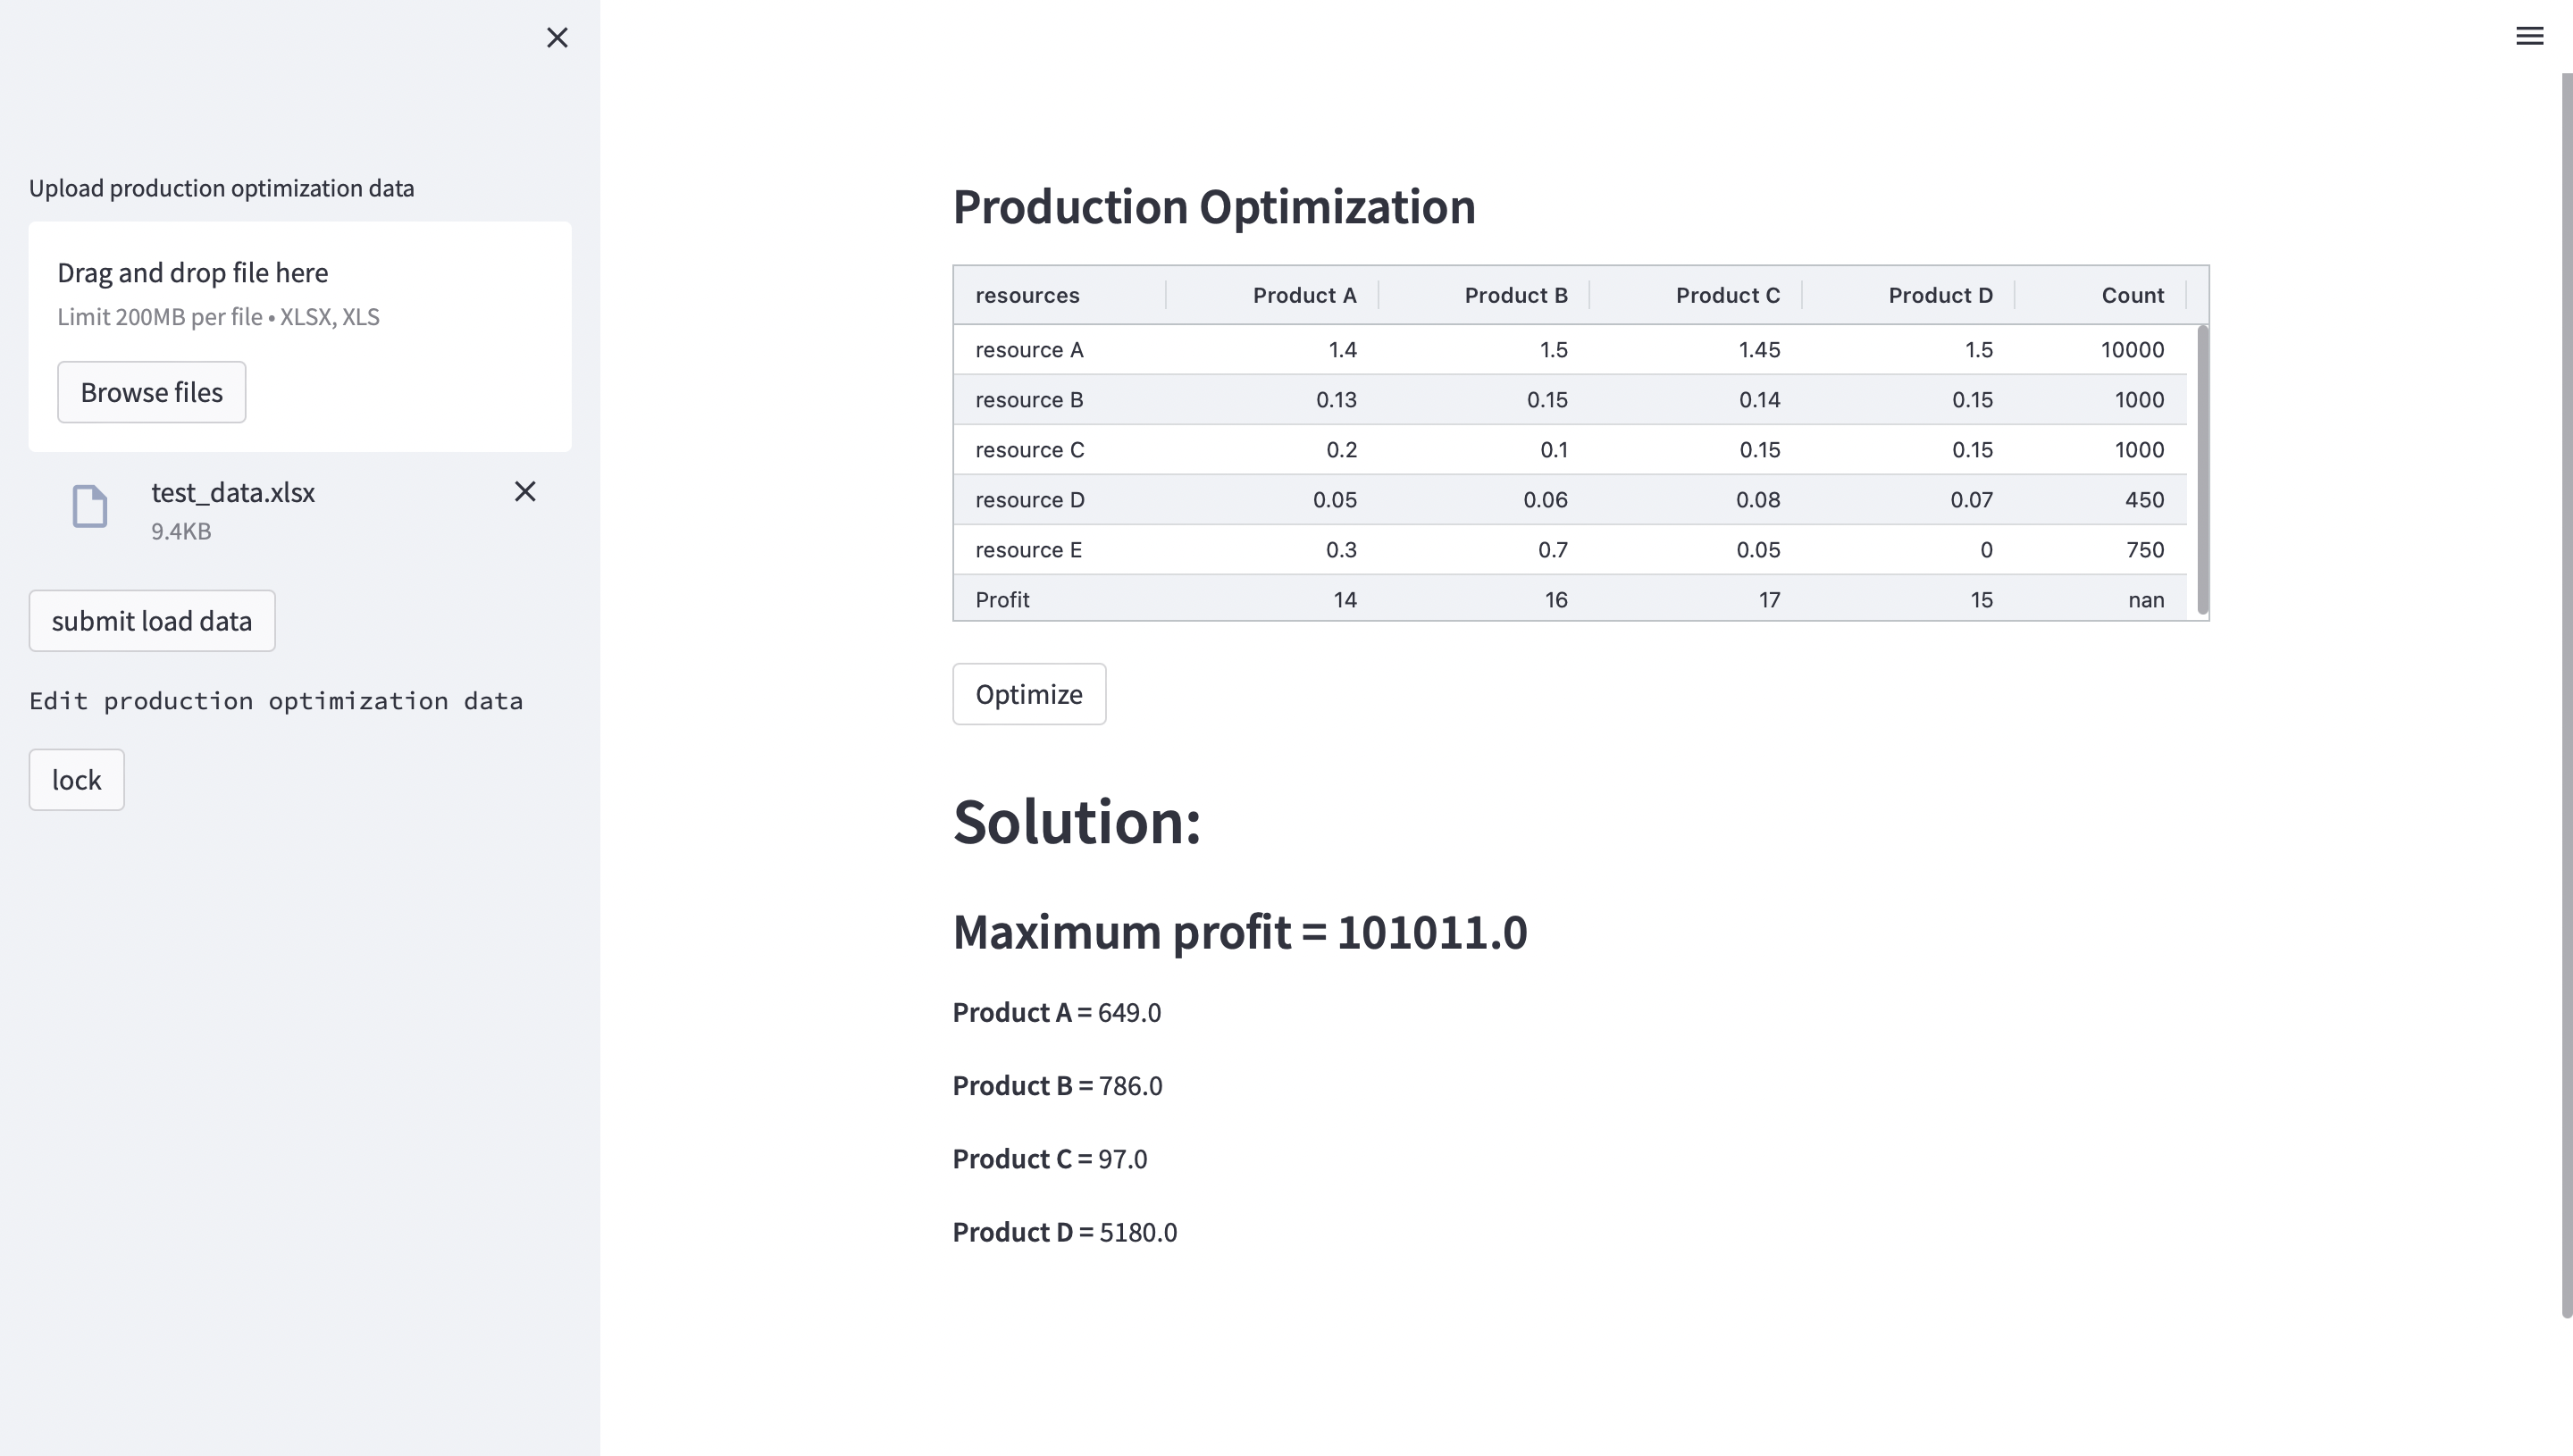 Upload production optimization data
Drag and drop file here
Limit 200MB per file • XLSX, XLS
Browse files
test_data.xlsx
9.4KB
submit load data
Edit production optimization data
lock
Production Optimization
resources Product A Product B Product C Product D Count
resource A 1.4 1.5 1.45 1.5 10000
resource B 0.13 0.15 0.14 0.15 1000
resource C 0.2 0.1 0.15 0.15 1000
resource D 0.05 0.06 0.08 0.07 450
resource E 0.3 0.7 0.05 0 750
Profit 14 16 17 15 nan
Optimize
Solution:
Maximum profit = 101011.0
Product A = 649.0
Product B = 786.0
Product C = 97.0
Product D = 5180.0